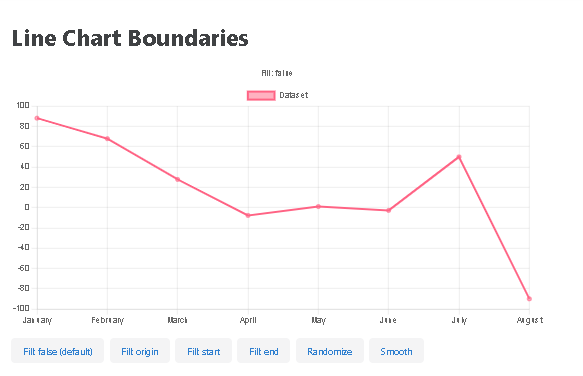 Line Chart Boundaries
Fill: false
Dataset
100
80
60
40
20
0
-20
-40
-60
-80
-100
January February March April May June July August
Fill: false (default) Fill: origin Fill: start Fill: end Randomize Smooth